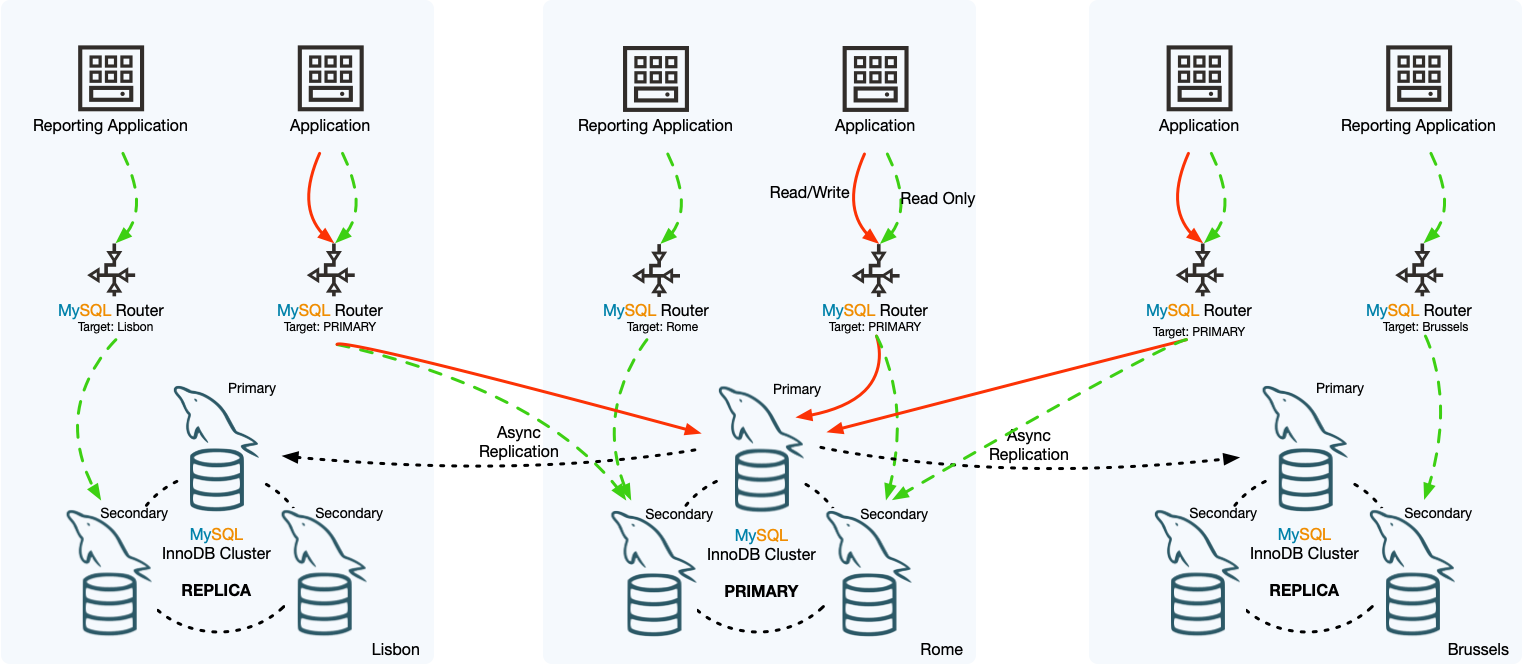 Reporting Application
Application
Reporting Application
Application
Application
Reporting Application
Read/Write
Read Only
MySQL Router
Target: Lisbon
MySQL Router
Target: PRIMARY
MySQL Router
Target: Rome
MySQL Router
Target: PRIMARY
MySQL Router
Target: PRIMARY
MySQL Router
Target: Brussels
Primary
Primary
Primary
Async
Replication
Async
Replication
Secondary
Secondary
MySQL
InnoDB Cluster
REPLICA
Lisbon
Secondary
Secondary
MySQL
InnoDB Cluster
PRIMARY
Rome
Secondary
Secondary
MySQL
InnoDB Cluster
REPLICA
Brussels